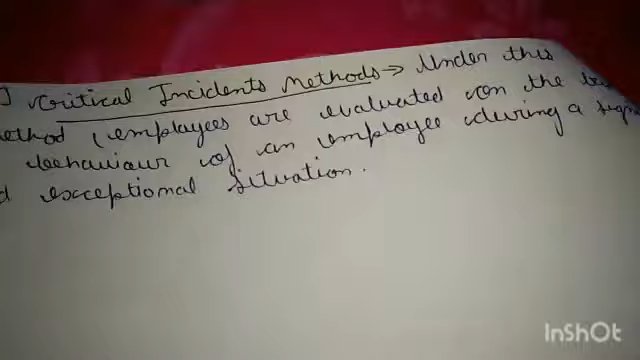 Critical Incidents Methods → Under this
method, employees are evaluated on the
behaviour of an employee during a
exceptional situation.
InShOt